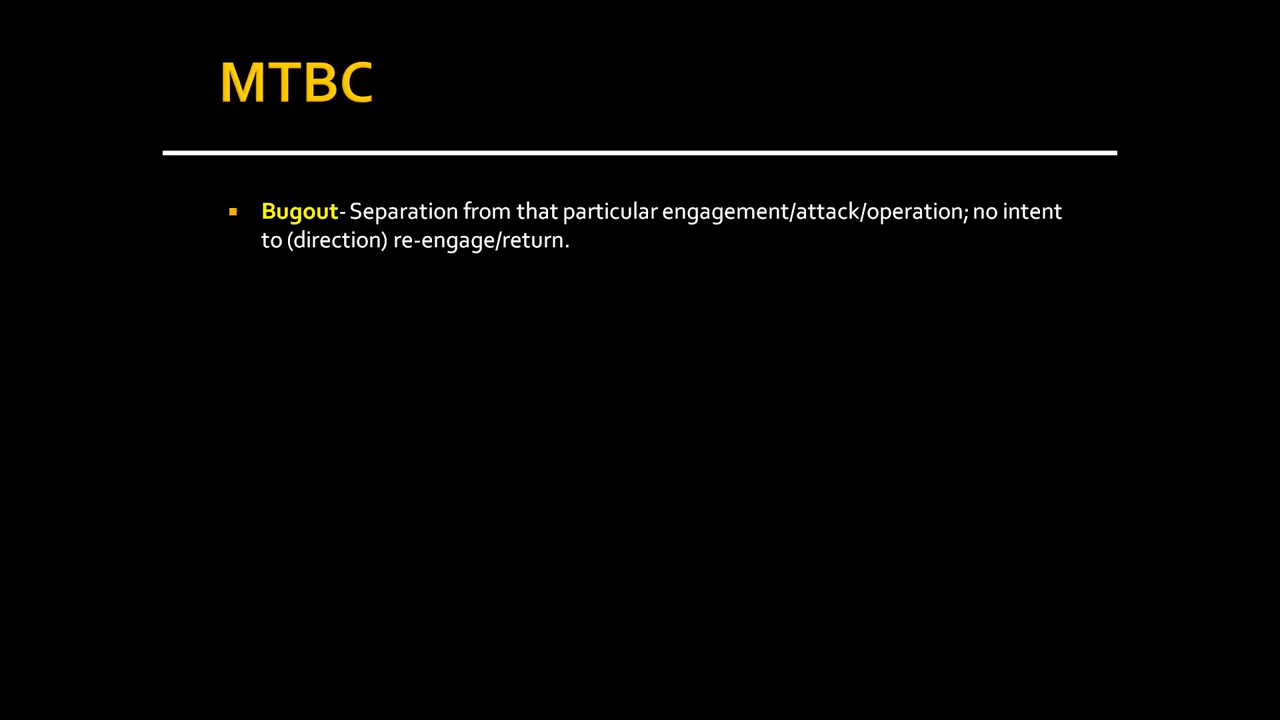 MTBC
Bugout- Separation from that particular engagement/attack/operation; no intent
to (direction) re-engage/return.